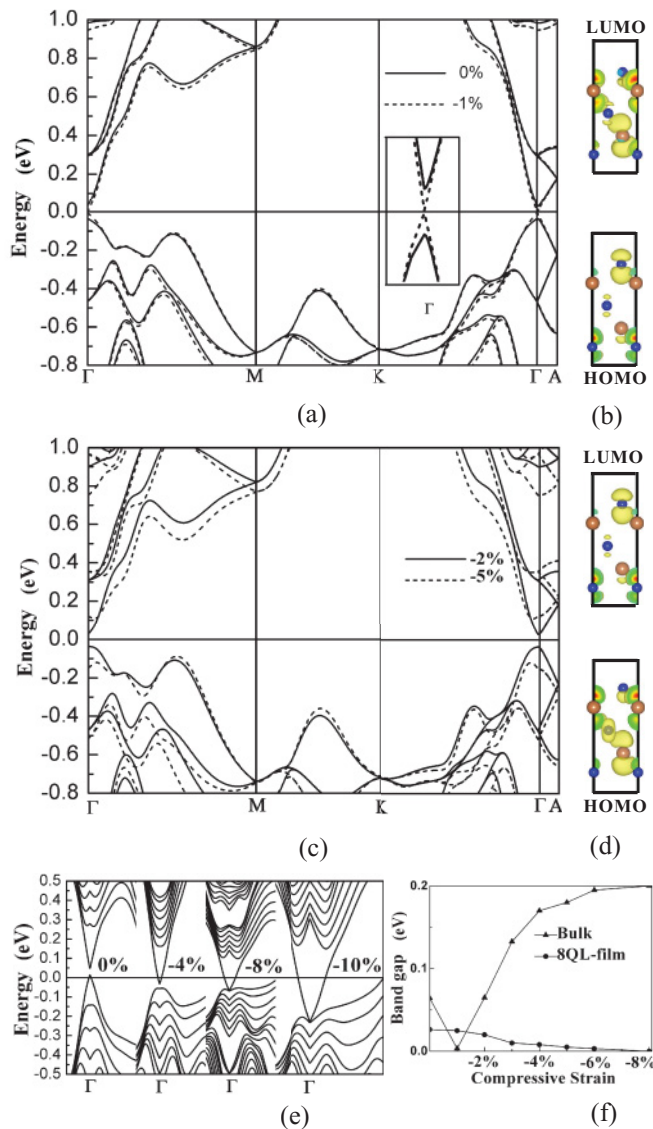 1.0
0.8
0.6
0.4
0.2
0.0
-0.2
-0.4
-0.6
-0.8
Energy (eV)
0%
-1%
Γ
Γ M K Γ A
(a)
LUMO
HOMO
(b)
1.0
0.8
0.6
0.4
0.2
0.0
-0.2
-0.4
-0.6
-0.8
Energy (eV)
-2%
-5%
Γ M K Γ A
(c)
LUMO
HOMO
(d)
0.5
0.4
0.3
0.2
0.1
0.0
-0.1
-0.2
-0.3
-0.4
-0.5
Energy (eV)
0% -4% -8% -10%
Γ Γ Γ Γ
(e)
0.2
0.1
0.0
Band gap (eV)
Bulk
8QL-film
-2% -4% -6% -8%
Compressive Strain
(f)